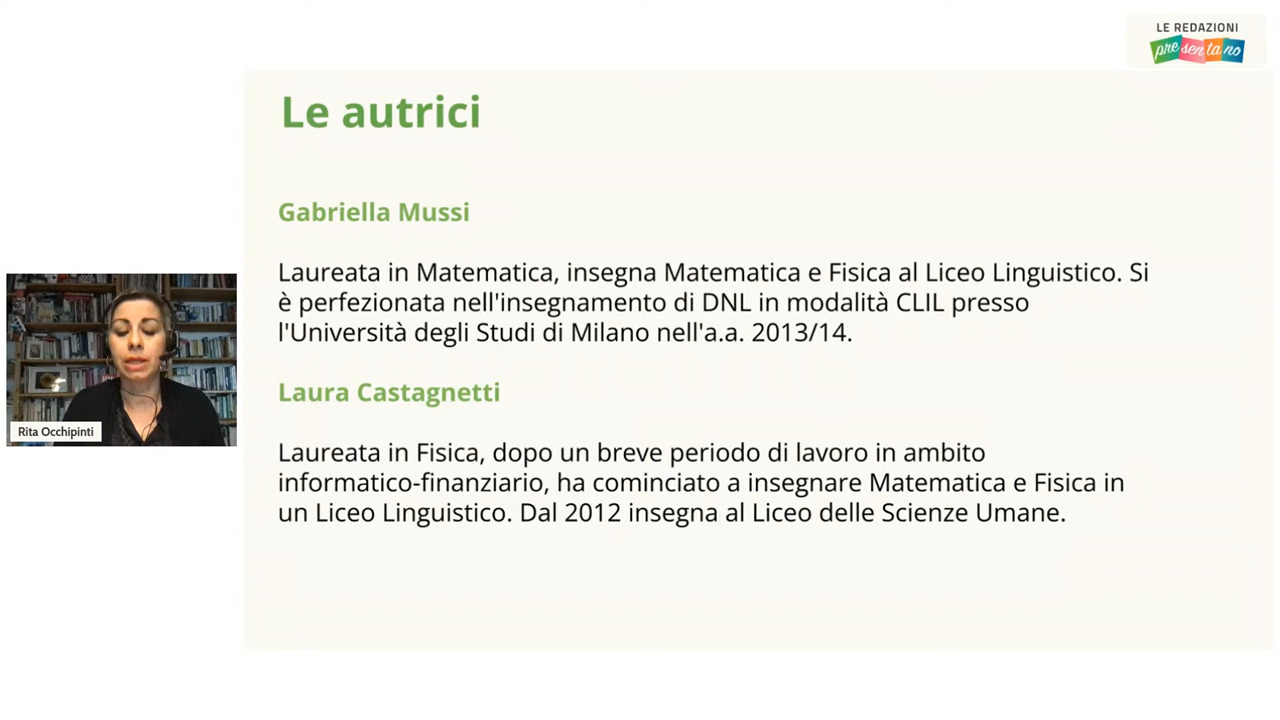 LE REDAZIONI
presentano
Le autrici
Gabriella Mussi
Laureata in Matematica, insegna Matematica e Fisica al Liceo Linguistico. Si
è perfezionata nell'insegnamento di DNL in modalità CLIL presso
l'Università degli Studi di Milano nell'a.a. 2013/14.
Rita Occhipinti
Laura Castagnetti
Laureata in Fisica, dopo un breve periodo di lavoro in ambito
informatico-finanziario, ha cominciato a insegnare Matematica e Fisica in
un Liceo Linguistico. Dal 2012 insegna al Liceo delle Scienze Umane.